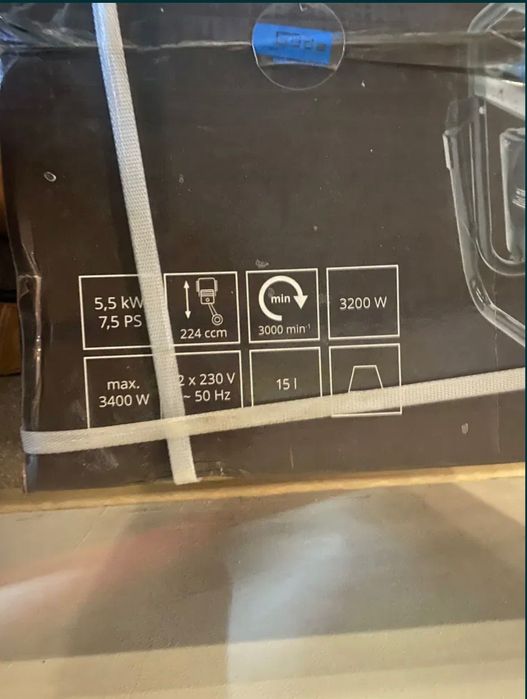 5,5 kW
7,5 PS
224 ccm
min
3000 min⁻¹
3200 W
max.
3400 W
2 x 230 V
~ 50 Hz
15 l